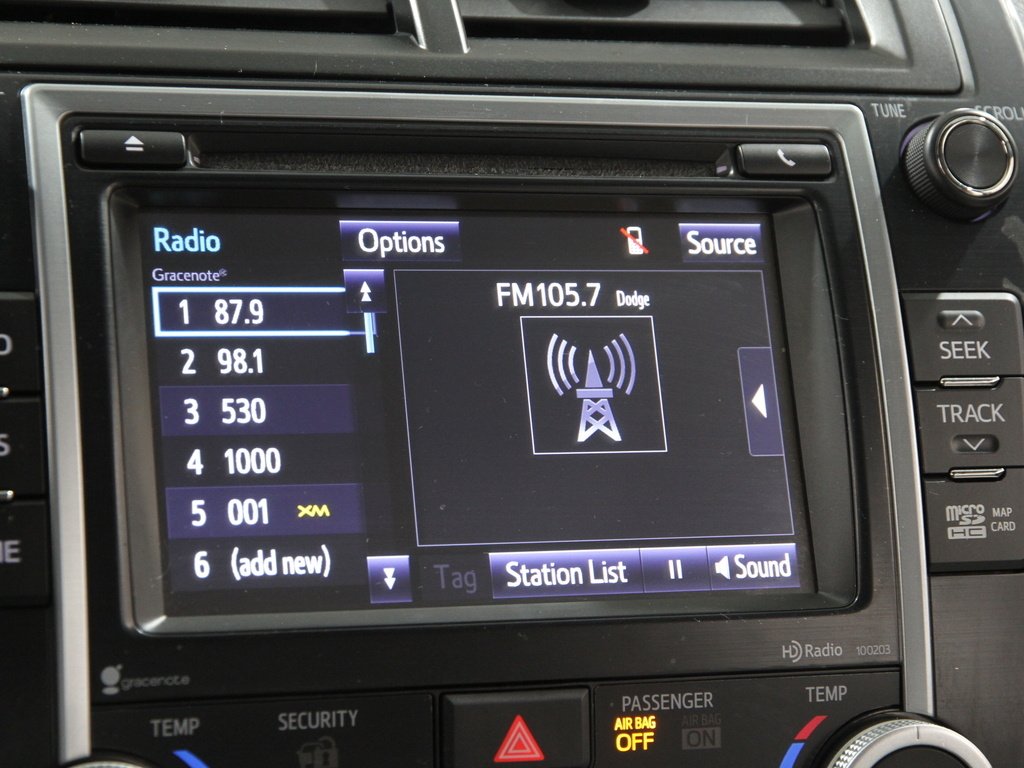 TUNE SCROLL
Radio Options Source
Gracenote®
FM105.7 Dodge
1 87.9
2 98.1
3 530
4 1000
5 001 XM
6 (add new)
Tag Station List Sound
SEEK
TRACK
micro SD HC MAP CARD
HD Radio 100203
gracenote
TEMP SECURITY PASSENGER TEMP
AIR BAG OFF AIR BAG ON